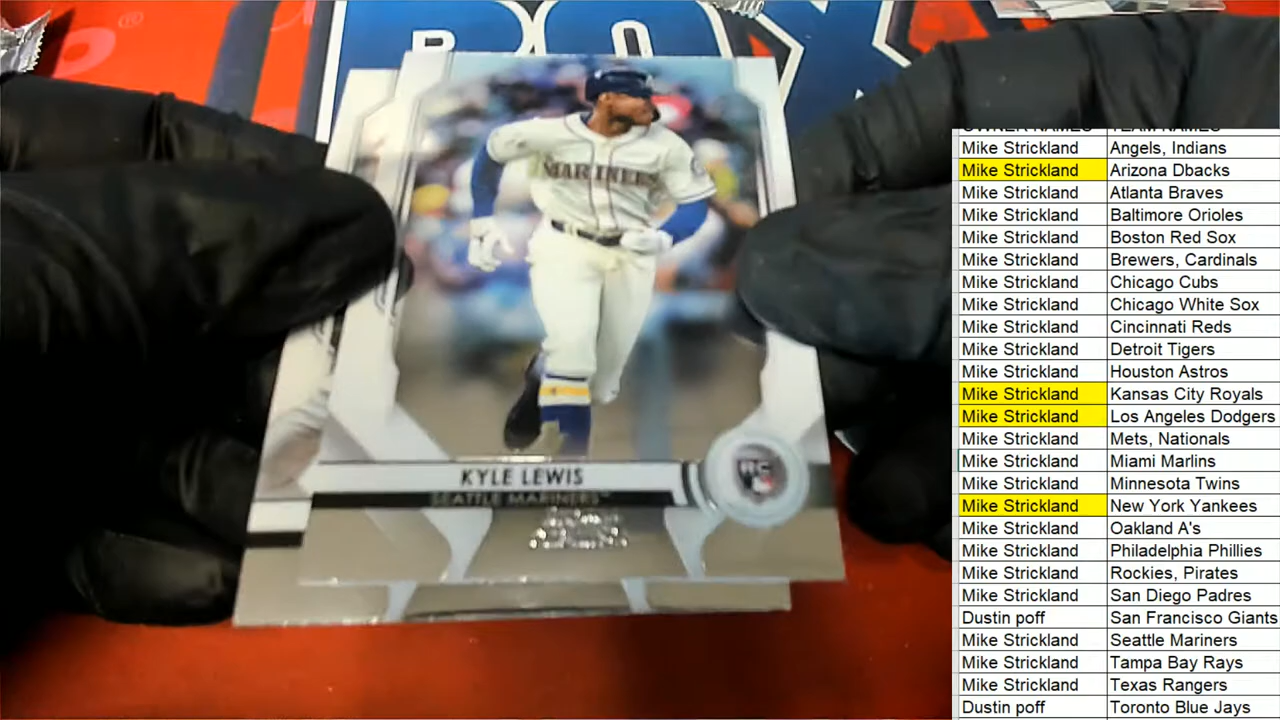 BOX
MARINERS
KYLE LEWIS
SEATTLE MARINERS™
RC
OWNER NAMES TEAM NAMES
Mike Strickland Angels, Indians
Mike Strickland Arizona Dbacks
Mike Strickland Atlanta Braves
Mike Strickland Baltimore Orioles
Mike Strickland Boston Red Sox
Mike Strickland Brewers, Cardinals
Mike Strickland Chicago Cubs
Mike Strickland Chicago White Sox
Mike Strickland Cincinnati Reds
Mike Strickland Detroit Tigers
Mike Strickland Houston Astros
Mike Strickland Kansas City Royals
Mike Strickland Los Angeles Dodgers
Mike Strickland Mets, Nationals
Mike Strickland Miami Marlins
Mike Strickland Minnesota Twins
Mike Strickland New York Yankees
Mike Strickland Oakland A's
Mike Strickland Philadelphia Phillies
Mike Strickland Rockies, Pirates
Mike Strickland San Diego Padres
Dustin poff San Francisco Giants
Mike Strickland Seattle Mariners
Mike Strickland Tampa Bay Rays
Mike Strickland Texas Rangers
Dustin poff Toronto Blue Jays